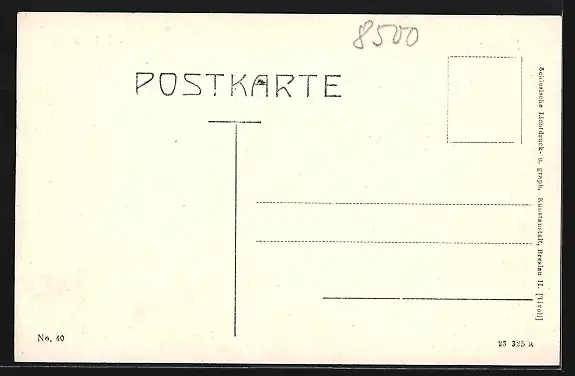 8500
POSTKARTE
Schlesische Lichtdruck- u. graph. Kunstanstalt, Breslau II. [Tivoli]
No. 40
23 325 a